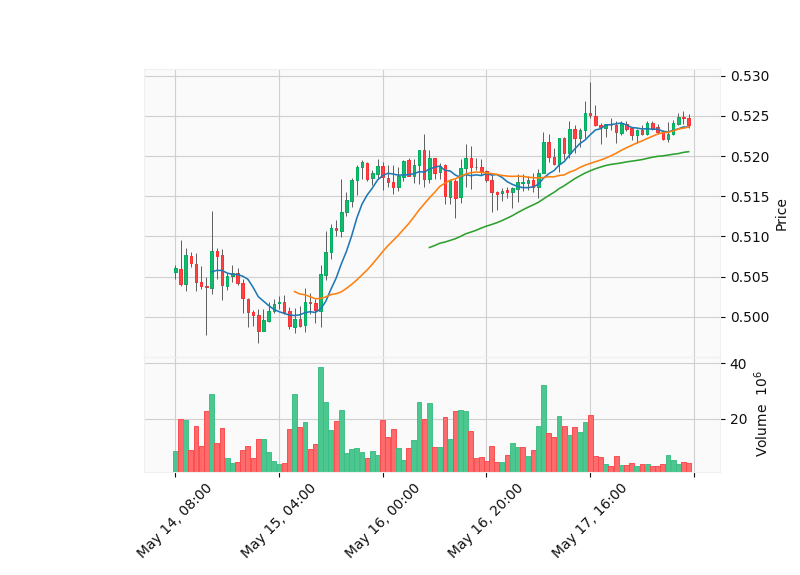 0.530
0.525
0.520
0.515
0.510
0.505
0.500
Price
40
20
Volume 10^6
May 14, 08:00
May 15, 04:00
May 16, 00:00
May 16, 20:00
May 17, 16:00